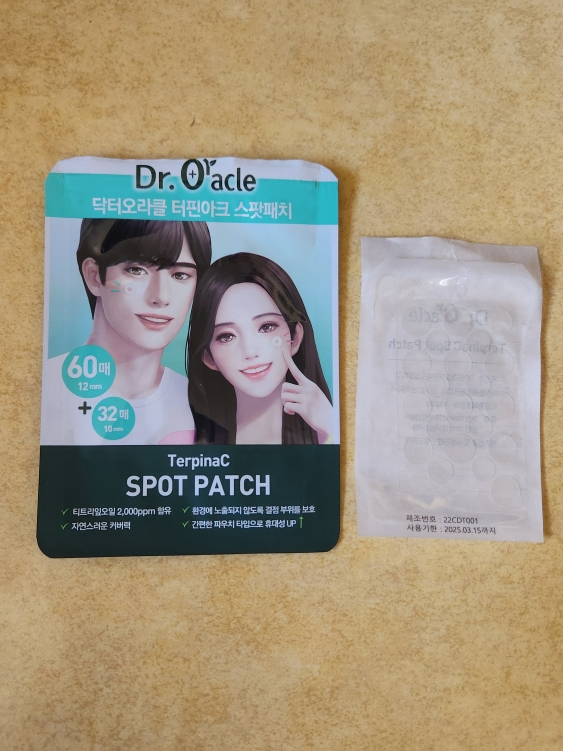 Dr. Oracle
닥터오라클 터핀아크 스팟패치
60매
12mm
+
32매
10mm
TerpinaC
SPOT PATCH
✓ 티트리잎오일 2,000ppm 함유
✓ 환경에 노출되지 않도록 결점 부위를 보호
✓ 자연스러운 커버력
✓ 간편한 파우치 타입으로 휴대성 UP ↑
Dr. Oracle
TerpinaC Spot Patch
제조번호 : 22CDT001
사용기한 : 2025.03.15까지